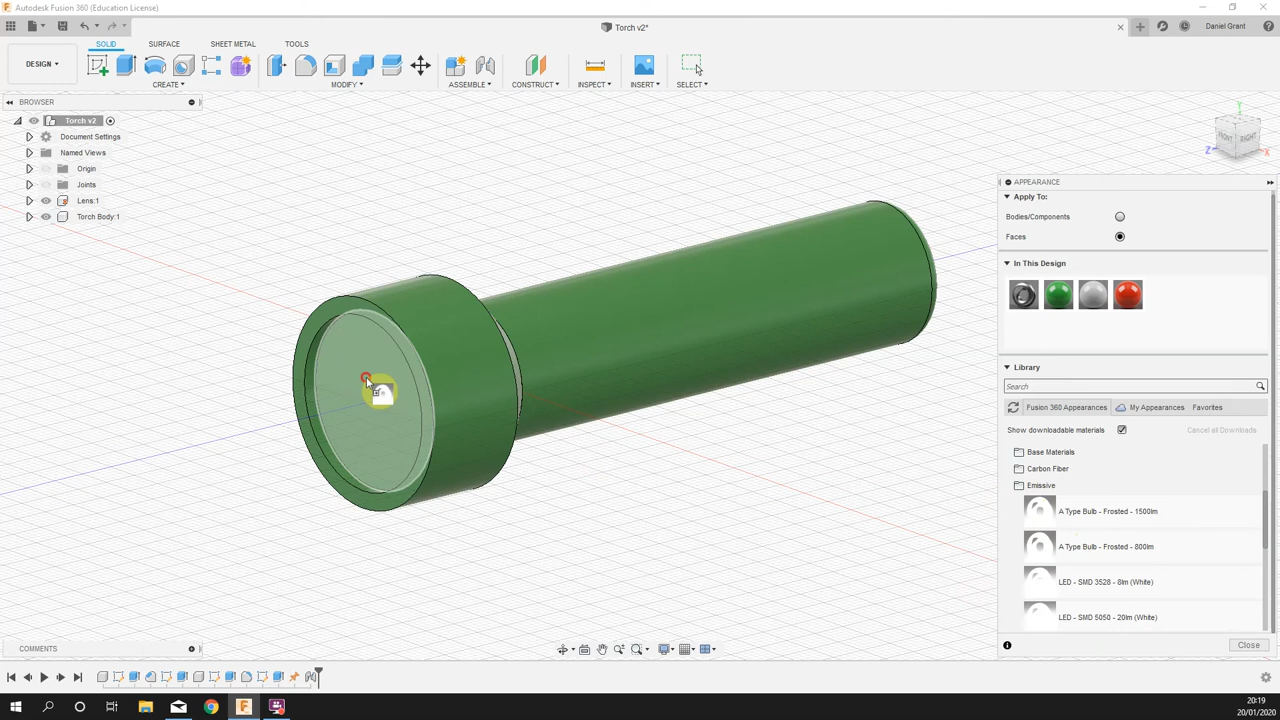 Autodesk Fusion 360 (Education License)
Torch v2*
Daniel Grant
SOLID
SURFACE
SHEET METAL
TOOLS
DESIGN
CREATE
MODIFY
ASSEMBLE
CONSTRUCT
INSPECT
INSERT
SELECT
BROWSER
Torch v2
Document Settings
Named Views
Origin
Joints
Lens:1
Torch Body:1
Y
FRONT
RIGHT
Z
X
APPEARANCE
Apply To:
Bodies/Components
Faces
In This Design
Library
Search
Fusion 360 Appearances
My Appearances
Favorites
Show downloadable materials
Cancel all Downloads
Base Materials
Carbon Fiber
Emissive
A Type Bulb - Frosted - 1500lm
A Type Bulb - Frosted - 800lm
LED - SMD 3528 - 8lm (White)
LED - SMD 5050 - 20lm (White)
Close
COMMENTS
20:19
20/01/2020